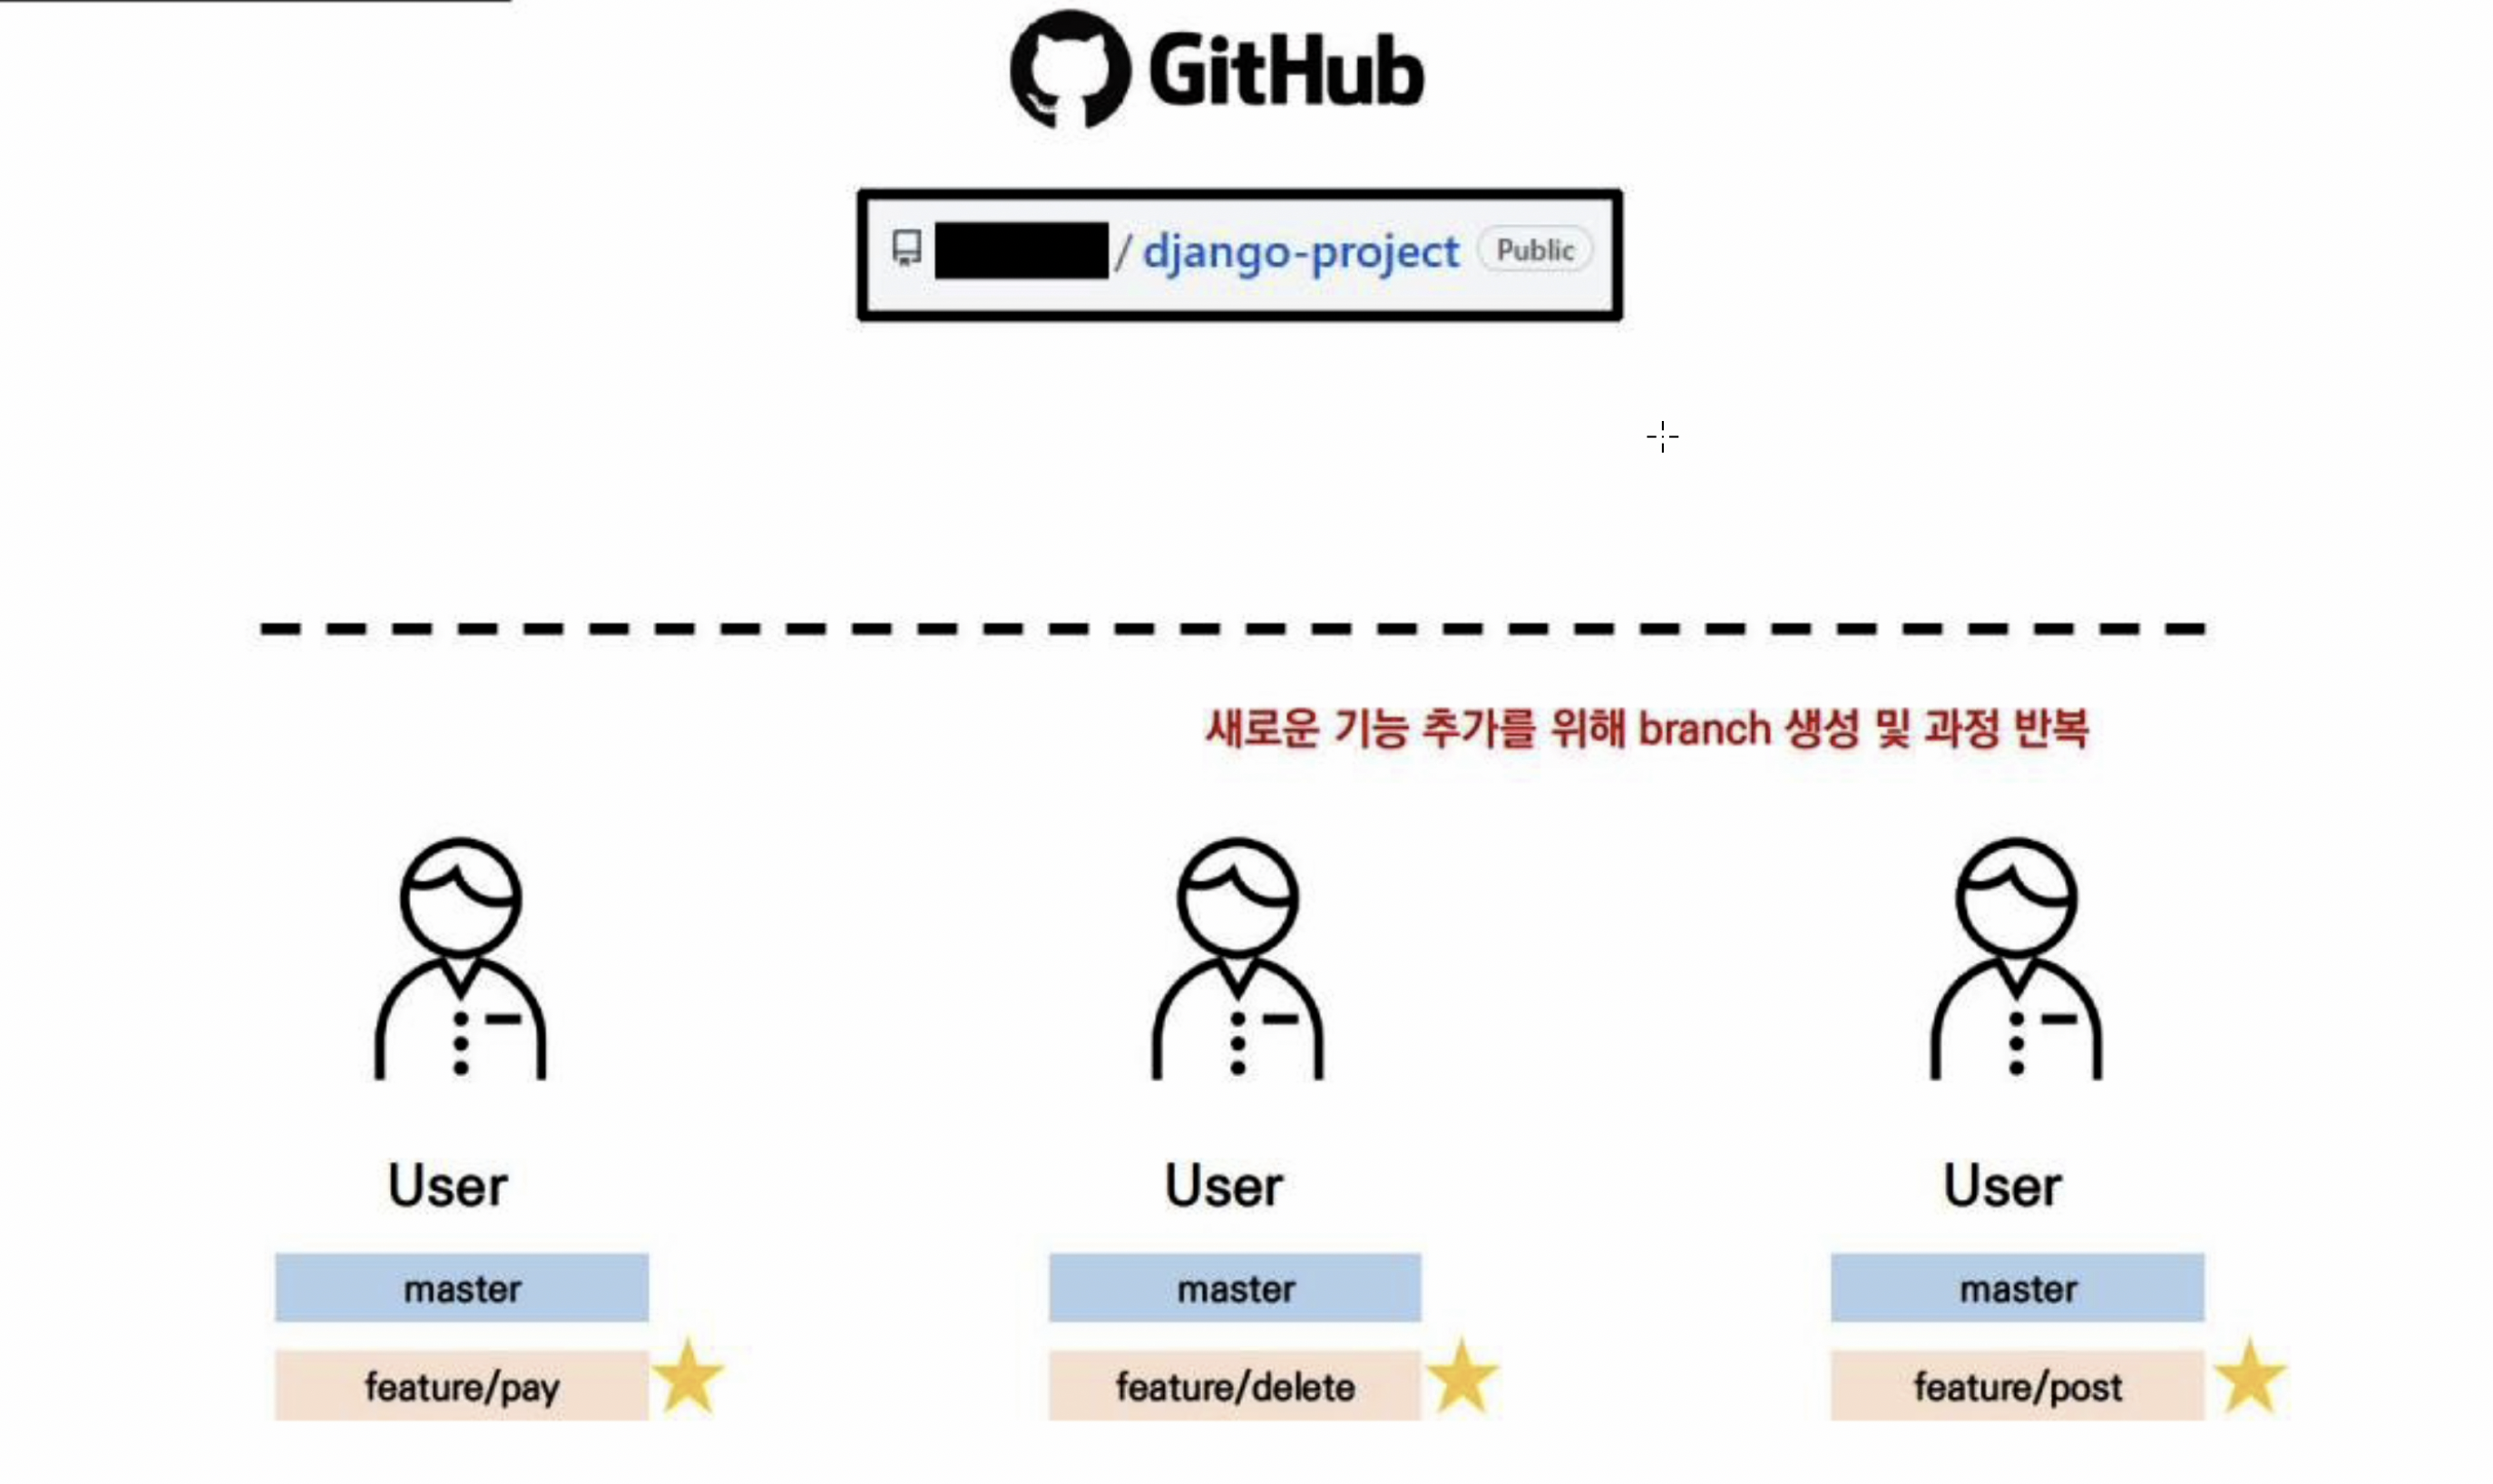 GitHub
/ django-project Public
새로운 기능 추가를 위해 branch 생성 및 과정 반복
User User User
master master master
feature/pay feature/delete feature/post